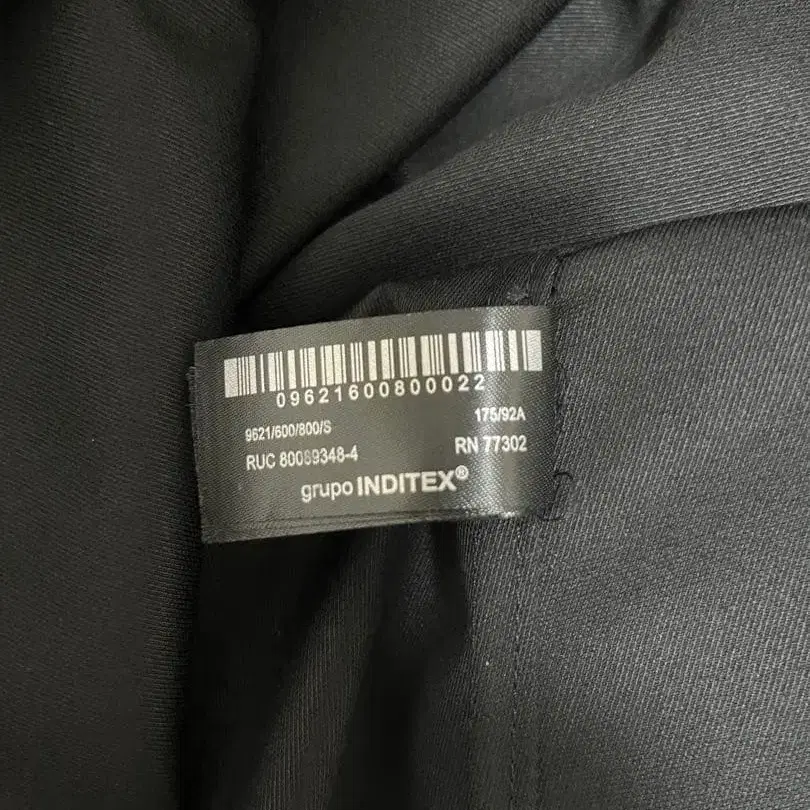 09621600800022
9621/600/800/S 175/92A
RUC 80089348-4 RN 77302
grupo INDITEX®